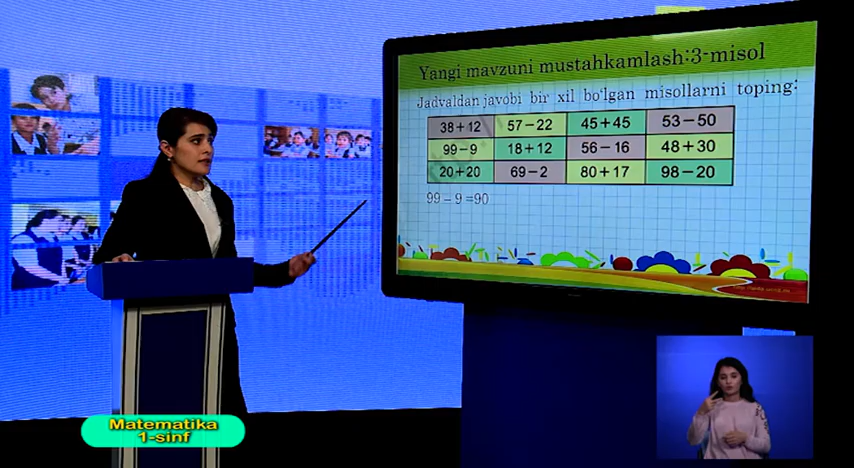 Yangi mavzuni mustahkamlash:3-misol
Jadvaldan javobi bir xil bo'lgan misollarni toping:
38+12 57−22 45+45 53−50
99−9 18+12 56−16 48+30
20+20 69−2 80+17 98−20
99−9=90
Matematika
1-sinf